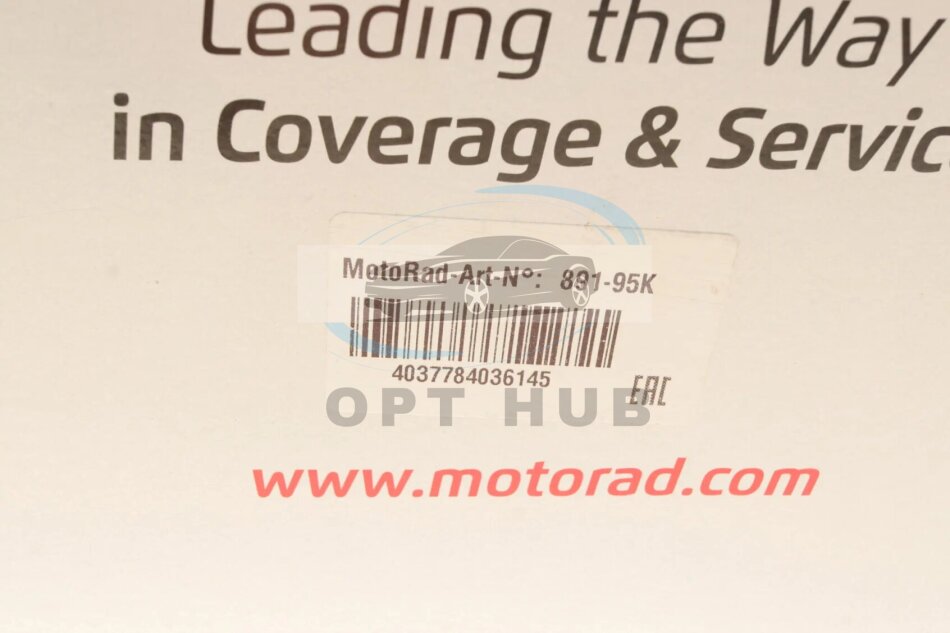 Leading the Way
in Coverage & Servic
MotoRad-Art-N°: 891-95K
4037784036145
EAC
OPT HUB
www.motorad.com